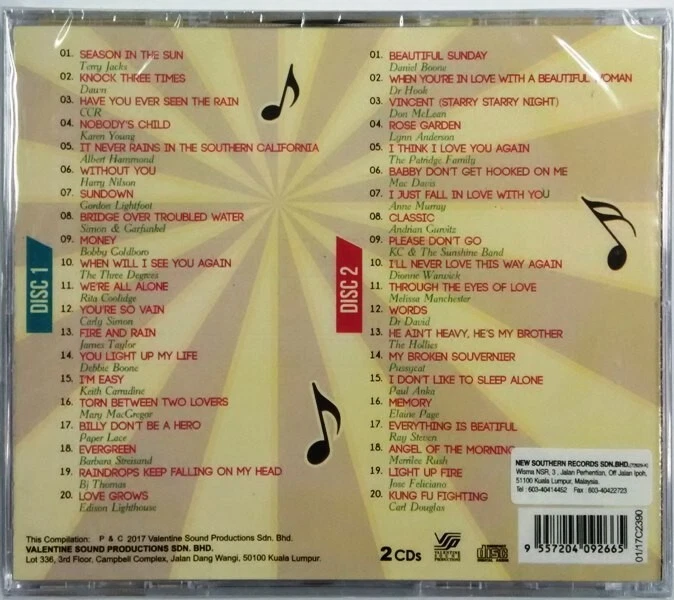 DISC 1
01. SEASON IN THE SUN
Terry Jacks
02. KNOCK THREE TIMES
Dawn
03. HAVE YOU EVER SEEN THE RAIN
CCR
04. NOBODY'S CHILD
Karen Young
05. IT NEVER RAINS IN THE SOUTHERN CALIFORNIA
Albert Hammond
06. WITHOUT YOU
Harry Nilson
07. SUNDOWN
Gordon Lightfoot
08. BRIDGE OVER TROUBLED WATER
Simon & Garfunkel
09. MONEY
Bobby Goldboro
10. WHEN WILL I SEE YOU AGAIN
The Three Degrees
11. WE'RE ALL ALONE
Rita Coolidge
12. YOU'RE SO VAIN
Carly Simon
13. FIRE AND RAIN
James Taylor
14. YOU LIGHT UP MY LIFE
Debbie Boone
15. I'M EASY
Keith Carradine
16. TORN BETWEEN TWO LOVERS
Mary MacGregor
17. BILLY DON'T BE A HERO
Paper Lace
18. EVERGREEN
Barbara Streisand
19. RAINDROPS KEEP FALLING ON MY HEAD
Bj Thomas
20. LOVE GROWS
Edison Lighthouse
DISC 2
01. BEAUTIFUL SUNDAY
Daniel Boone
02. WHEN YOU'RE IN LOVE WITH A BEAUTIFUL WOMAN
Dr Hook
03. VINCENT (STARRY STARRY NIGHT)
Don McLean
04. ROSE GARDEN
Lynn Anderson
05. I THINK I LOVE YOU AGAIN
The Patridge Family
06. BABBY DON'T GET HOOKED ON ME
Mac Davis
07. I JUST FALL IN LOVE WITH YOU
Anne Murray
08. CLASSIC
Andrian Gurvitz
09. PLEASE DON'T GO
KC & The Sunshine Band
10. I'LL NEVER LOVE THIS WAY AGAIN
Dionne Warwick
11. THROUGH THE EYES OF LOVE
Melissa Manchester
12. WORDS
Dr David
13. HE AIN'T HEAVY, HE'S MY BROTHER
The Hollies
14. MY BROKEN SOUVERNIER
Pussycat
15. I DON'T LIKE TO SLEEP ALONE
Paul Anka
16. MEMORY
Elaine Page
17. EVERYTHING IS BEATIFUL
Ray Steven
18. ANGEL OF THE MORNING
Merrilee Rush
19. LIGHT UP FIRE
Jose Feliciano
20. KUNG FU FIGHTING
Carl Douglas
NEW SOUTHERN RECORDS SDN.BHD.
Wisma NSR, 3 , Jalan Perhentian, Off Jalan Ipoh,
51100 Kuala Lumpur, Malaysia.
Tel : 603-40414452 Fax : 603-40422723
This Compilation: P & C 2017 Valentine Sound Productions Sdn. Bhd.
VALENTINE SOUND PRODUCTIONS SDN. BHD.
Lot 336, 3rd Floor, Campbell Complex, Jalan Dang Wangi, 50100 Kuala Lumpur.
2 CDs
disc
9 557204 092665
01/17C2390